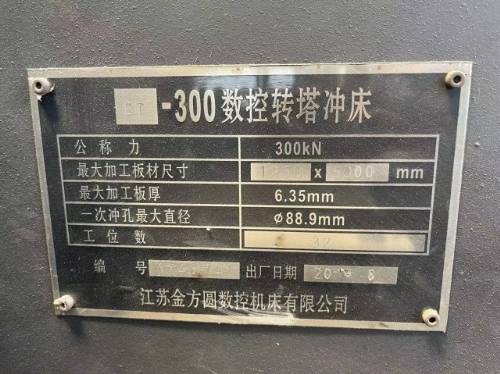 ET-300数控转塔冲床
公称力 300kN
最大加工板材尺寸 x 5000 mm
最大加工板厚 6.35mm
一次冲孔最大直径 ø88.9mm
工位数 32
编号 出厂日期
江苏金方圆数控机床有限公司